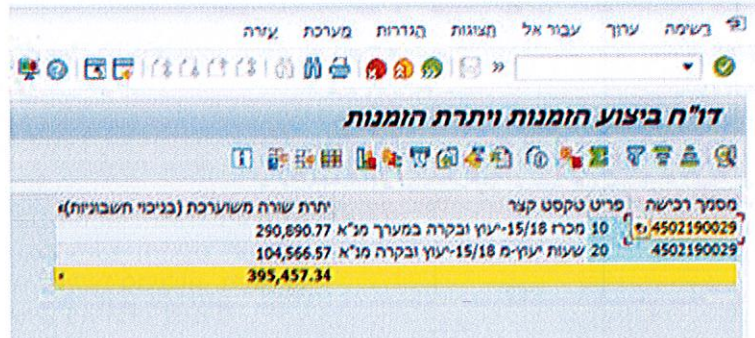 רשימה ערוך עבור אל תצוגות הגדרות מערכת עזרה
דו"ח ביצוע הזמנות ויתרת הזמנות
מסמך רכישה פריט טקסט קצר יתרת שורה משוערכת (בניכוי חשבוניות)
4502190029 10 מכרז 15/18-יעוץ ובקרה במערך מנ"א 290,890.77
4502190029 20 שעות יעוץ-מ 15/18-יעוץ ובקרה מנ"א 104,566.57
395,457.34